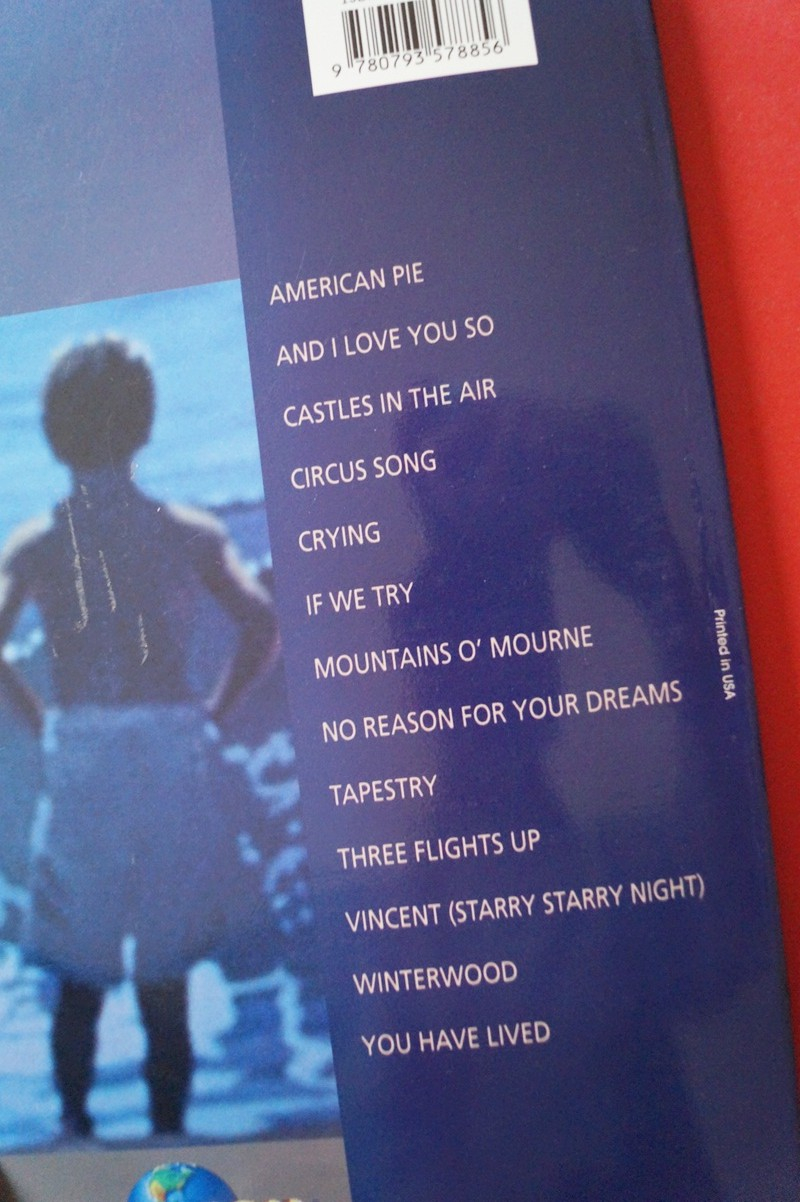 9 780793 578856
AMERICAN PIE
AND I LOVE YOU SO
CASTLES IN THE AIR
CIRCUS SONG
CRYING
IF WE TRY
MOUNTAINS O' MOURNE
NO REASON FOR YOUR DREAMS
TAPESTRY
THREE FLIGHTS UP
VINCENT (STARRY STARRY NIGHT)
WINTERWOOD
YOU HAVE LIVED
Printed in USA